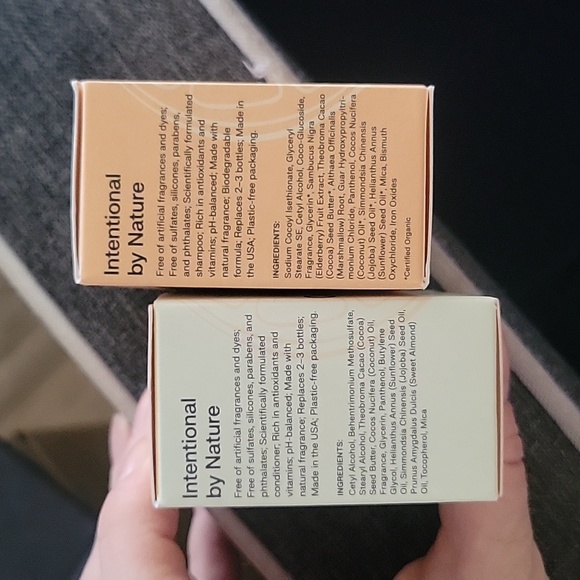 Intentional
by Nature
Free of artificial fragrances and dyes;
Free of sulfates, silicones, parabens,
and phthalates; Scientifically formulated
shampoo; Rich in antioxidants and
vitamins; pH-balanced; Made with
natural fragrance; Biodegradable
formula; Replaces 2–3 bottles; Made in
the USA; Plastic-free packaging.
INGREDIENTS:
Sodium Cocoyl Isethionate, Glyceryl
Stearate SE, Cetyl Alcohol, Coco-Glucoside,
Fragrance, Glycerin*, Sambucus Nigra
(Elderberry) Fruit Extract, Theobroma Cacao
(Cocoa) Seed Butter*, Althaea Officinalis
(Marshmallow) Root, Guar Hydroxypropyltri-
monium Chloride, Panthenol, Cocos Nucifera
(Coconut) Oil*, Simmondsia Chinensis
(Jojoba) Seed Oil*, Helianthus Annus
(Sunflower) Seed Oil*, Mica, Bismuth
Oxychloride, Iron Oxides
*Certified Organic
Intentional
by Nature
Free of artificial fragrances and dyes;
Free of sulfates, silicones, parabens, and
phthalates; Scientifically formulated
conditioner; Rich in antioxidants and
vitamins; pH-balanced; Made with
natural fragrance; Replaces 2–3 bottles;
Made in the USA; Plastic-free packaging.
INGREDIENTS:
Cetyl Alcohol, Behentrimonium Methosulfate,
Stearyl Alcohol, Theobroma Cacao (Cocoa)
Seed Butter, Cocos Nucifera (Coconut) Oil,
Fragrance, Glycerin, Panthenol, Butylene
Glycol, Helianthus Annus (Sunflower) Seed
Oil, Simmondsia Chinensis (Jojoba) Seed Oil,
Prunus Amygdalus Dulcis (Sweet Almond)
Oil, Tocopherol, Mica